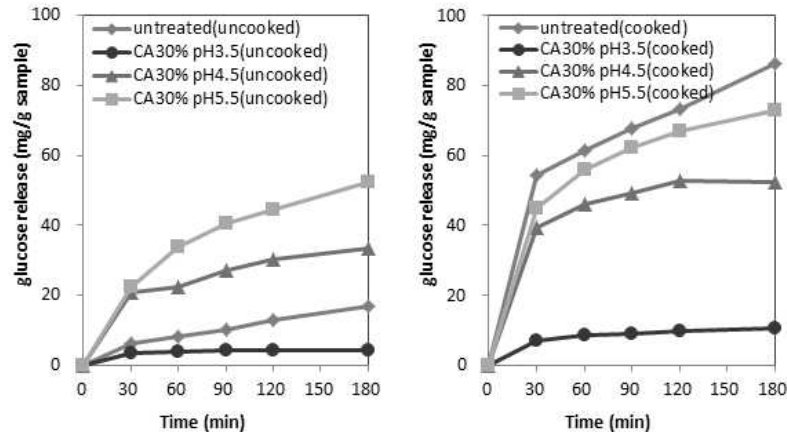 100
80
60
40
20
0
glucose release (mg/g sample)
untreated(uncooked)
CA30% pH3.5(uncooked)
CA30% pH4.5(uncooked)
CA30% pH5.5(uncooked)
0 30 60 90 120 150 180
Time (min)
100
80
60
40
20
0
glucose release (mg/g sample)
untreated(cooked)
CA30% pH3.5(cooked)
CA30% pH4.5(cooked)
CA30% pH5.5(cooked)
0 30 60 90 120 150 180
Time (min)